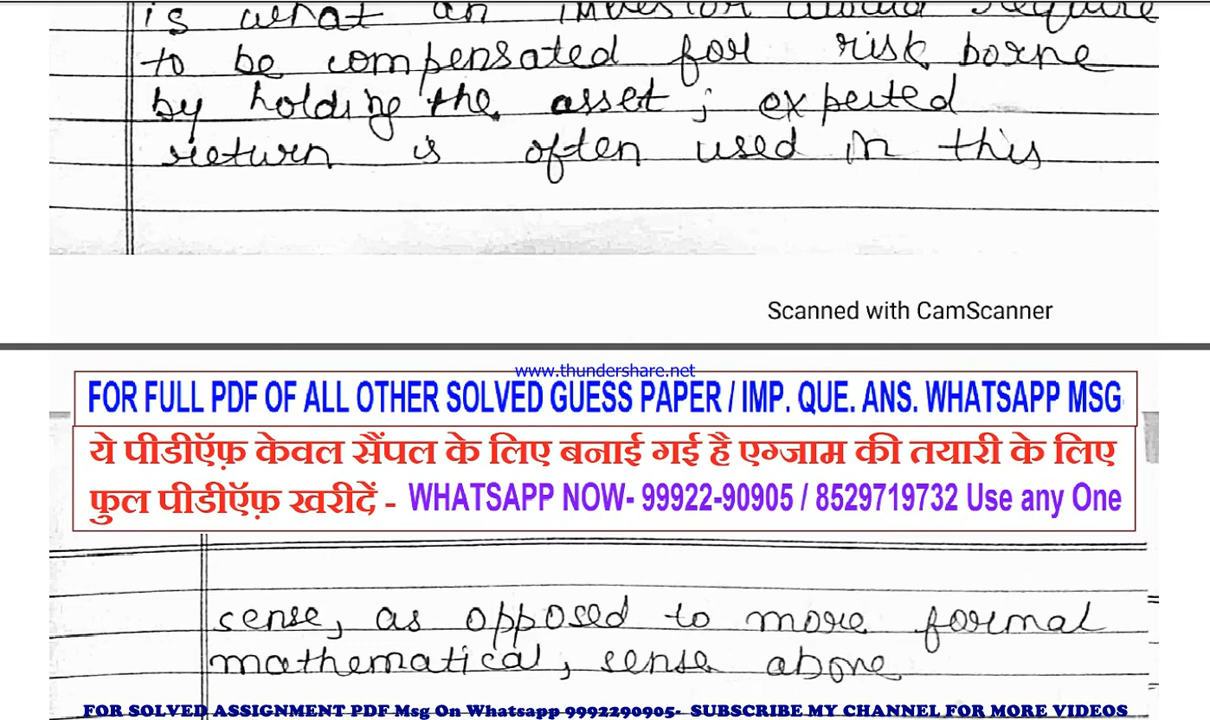 is what an investor would require
to be compensated for risk borne
by holding the asset; expected
return is often used in this
Scanned with CamScanner
www.thundershare.net
FOR FULL PDF OF ALL OTHER SOLVED GUESS PAPER / IMP. QUE. ANS. WHATSAPP MSG
ये पीडीऍफ़ केवल सैंपल के लिए बनाई गई है एग्जाम की तयारी के लिए
फुल पीडीऍफ़ खरीदें - WHATSAPP NOW- 99922-90905 / 8529719732 Use any One
sense, as opposed to more formal
mathematical, sense above
FOR SOLVED ASSIGNMENT PDF Msg On Whatsapp 9992290905- SUBSCRIBE MY CHANNEL FOR MORE VIDEOS